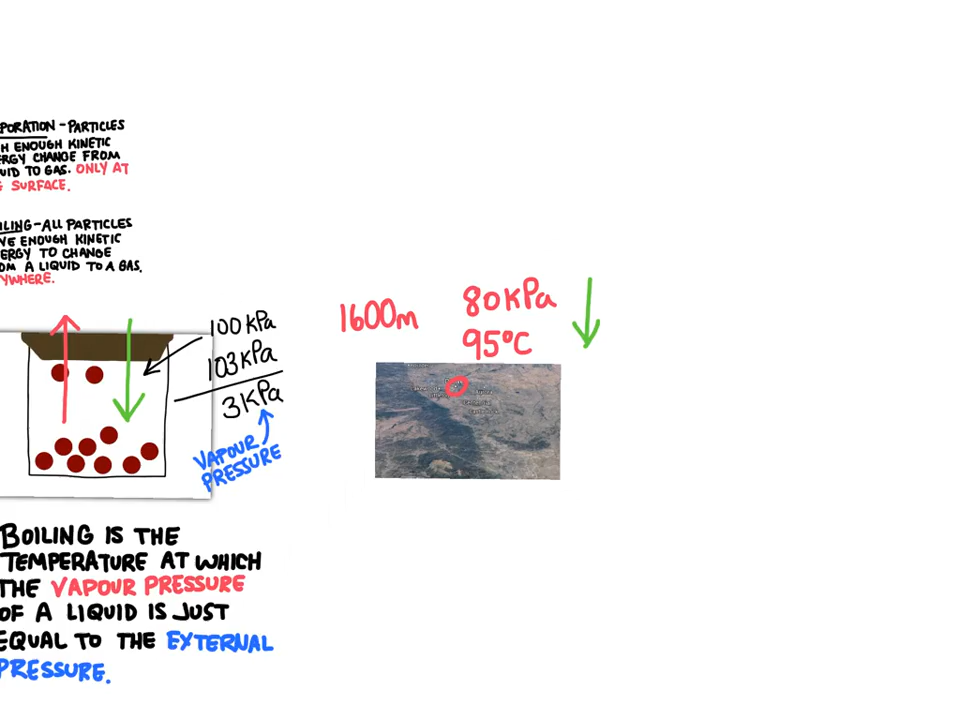 PORATION - PARTICLES
H ENOUGH KINETIC
ERGY CHANGE FROM
UID TO GAS. ONLY AT
G SURFACE.
ILING - ALL PARTICLES
VE ENOUGH KINETIC
ERGY TO CHANGE
OM A LIQUID TO A GAS.
YWHERE.
100 kPa
103 kPa
3 kPa
VAPOUR
PRESSURE
BOILING IS THE
TEMPERATURE AT WHICH
THE VAPOUR PRESSURE
OF A LIQUID IS JUST
EQUAL TO THE EXTERNAL
PRESSURE.
1600m
80 kPa
95°C